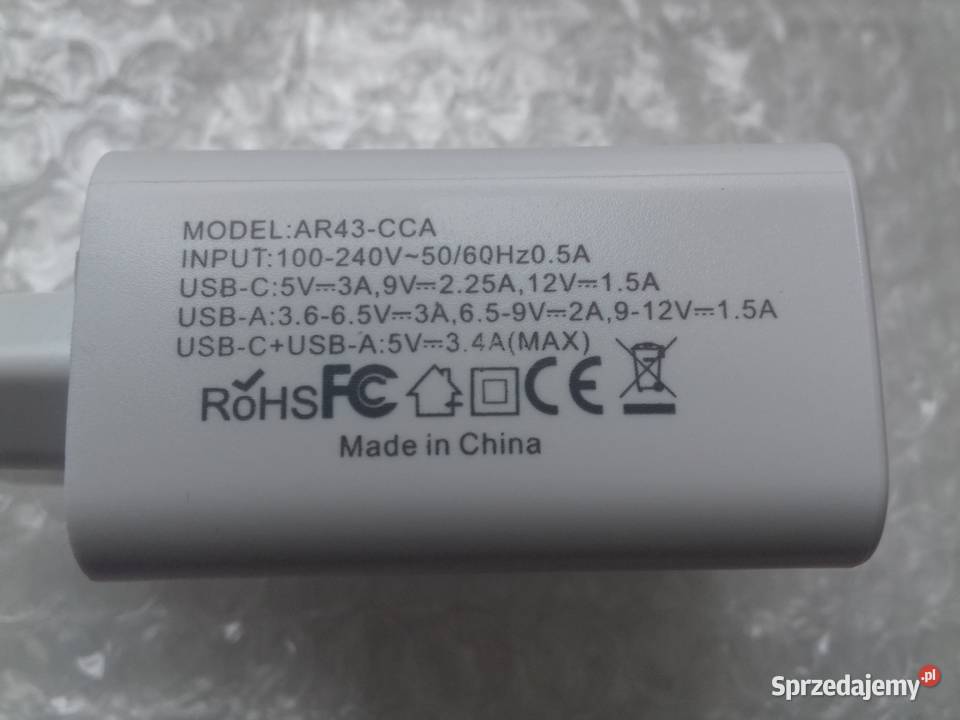 MODEL:AR43-CCA
INPUT:100-240V~50/60Hz0.5A
USB-C:5V⎓3A,9V⎓2.25A,12V⎓1.5A
USB-A:3.6-6.5V⎓3A,6.5-9V⎓2A,9-12V⎓1.5A
USB-C+USB-A:5V⎓3.4A(MAX)
RoHS FC CE
Made in China
Sprzedajemy.pl